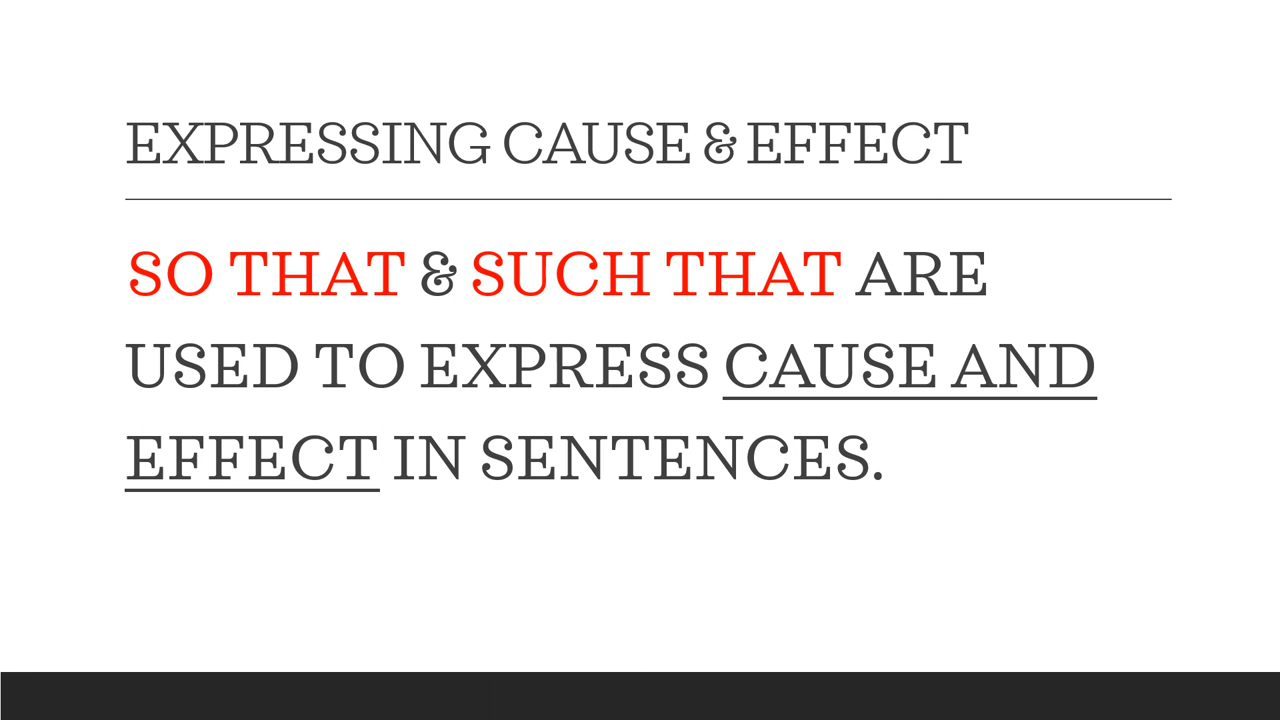 EXPRESSING CAUSE & EFFECT
SO THAT & SUCH THAT ARE
USED TO EXPRESS CAUSE AND
EFFECT IN SENTENCES.